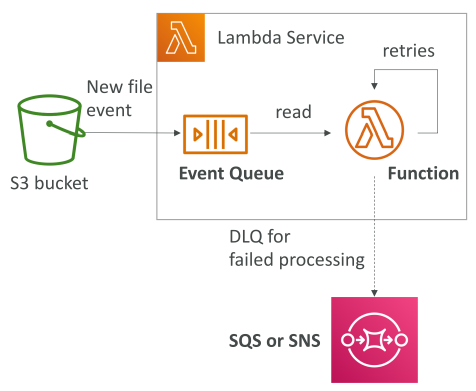 Lambda Service
retries
New file
event
read
S3 bucket
Event Queue
Function
DLQ for
failed processing
SQS or SNS